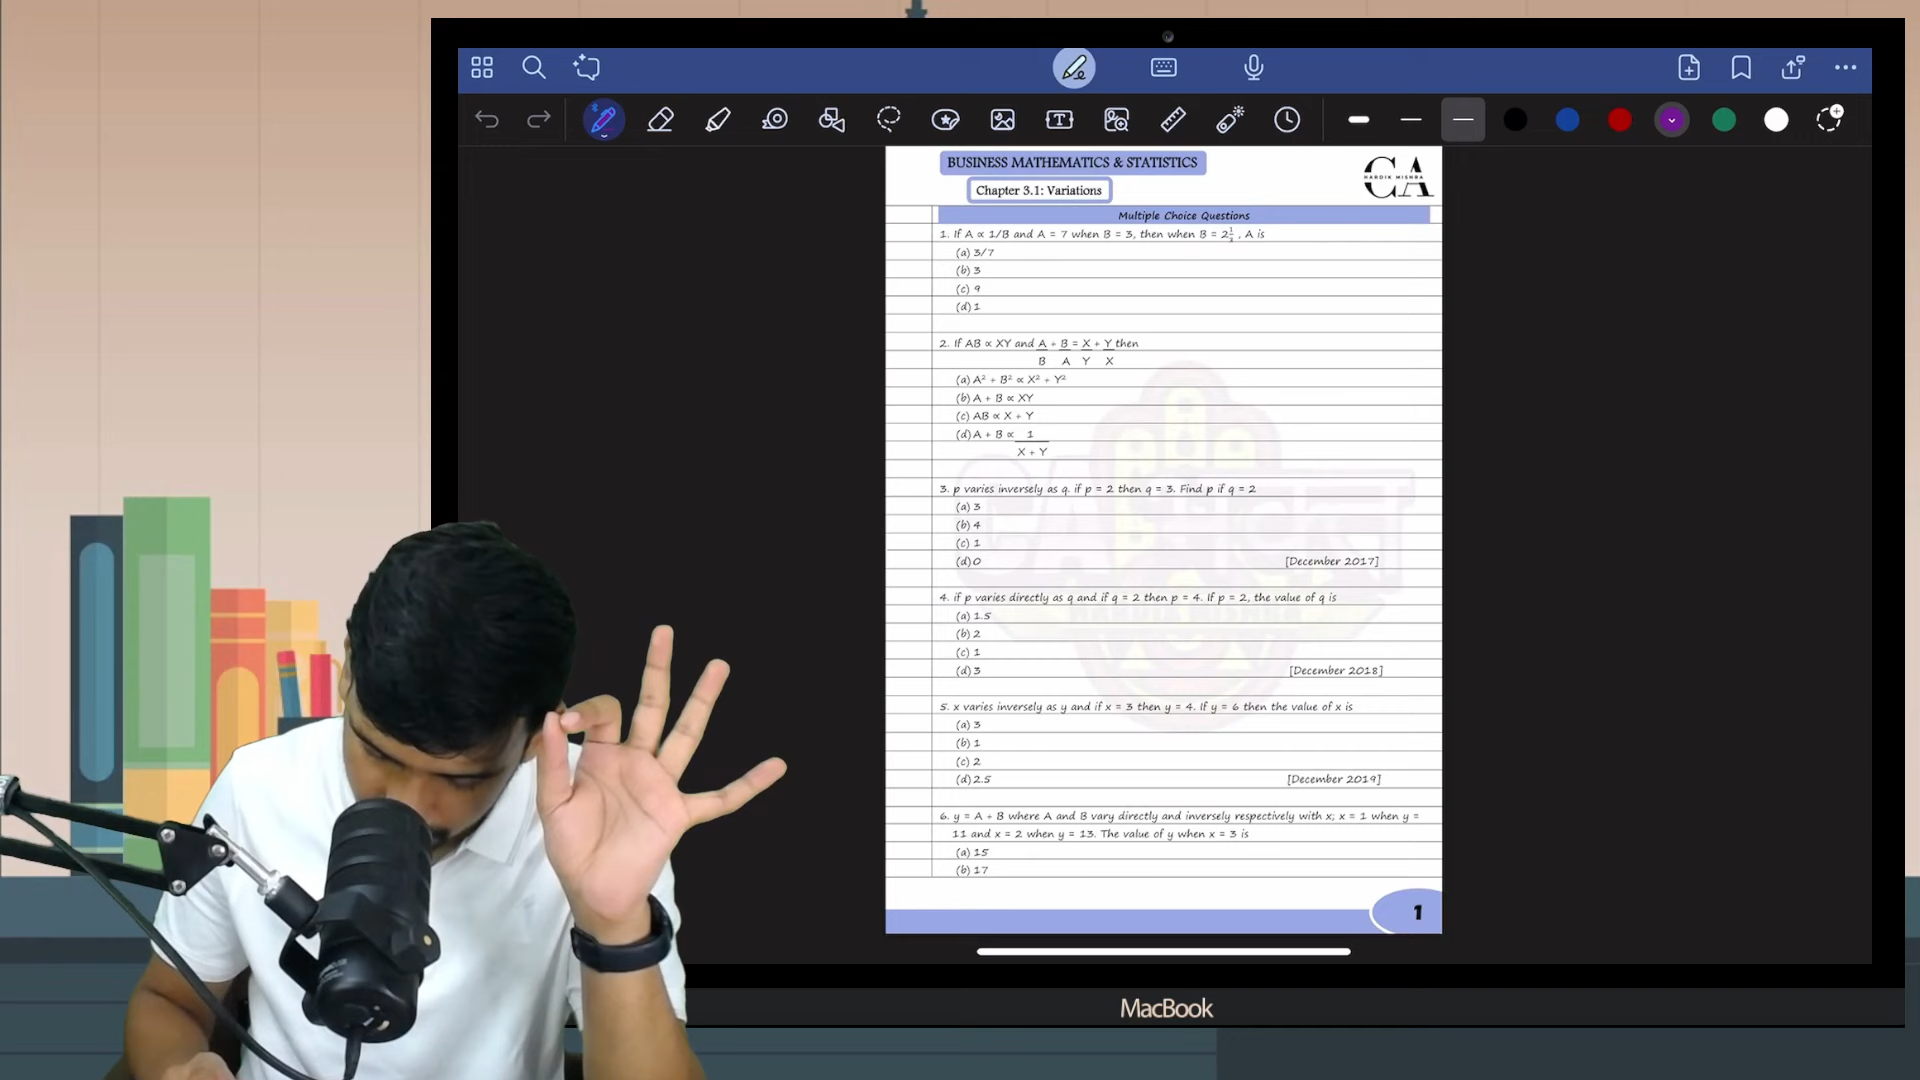 BUSINESS MATHEMATICS & STATISTICS
Chapter 3.1: Variations
CA
HARDIK MISHRA
Multiple Choice Questions
1. If A ∝ 1/B and A = 7 when B = 3, then when B = 2 1/3, A is
(a) 3/7
(b) 3
(c) 9
(d) 1
2. If AB ∝ XY and A + B = X + Y then
B A Y X
(a) A² + B² ∝ X² + Y²
(b) A + B ∝ XY
(c) AB ∝ X + Y
(d) A + B ∝ 1
X + Y
3. p varies inversely as q. if p = 2 then q = 3. Find p if q = 2
(a) 3
(b) 4
(c) 1
(d) 0 [December 2017]
4. if p varies directly as q and if q = 2 then p = 4. If p = 2, the value of q is
(a) 1.5
(b) 2
(c) 1
(d) 3 [December 2018]
5. x varies inversely as y and if x = 3 then y = 4. If y = 6 then the value of x is
(a) 3
(b) 1
(c) 2
(d) 2.5 [December 2019]
6. y = A + B where A and B vary directly and inversely respectively with x; x = 1 when y =
11 and x = 2 when y = 13. The value of y when x = 3 is
(a) 15
(b) 17
1
MacBook